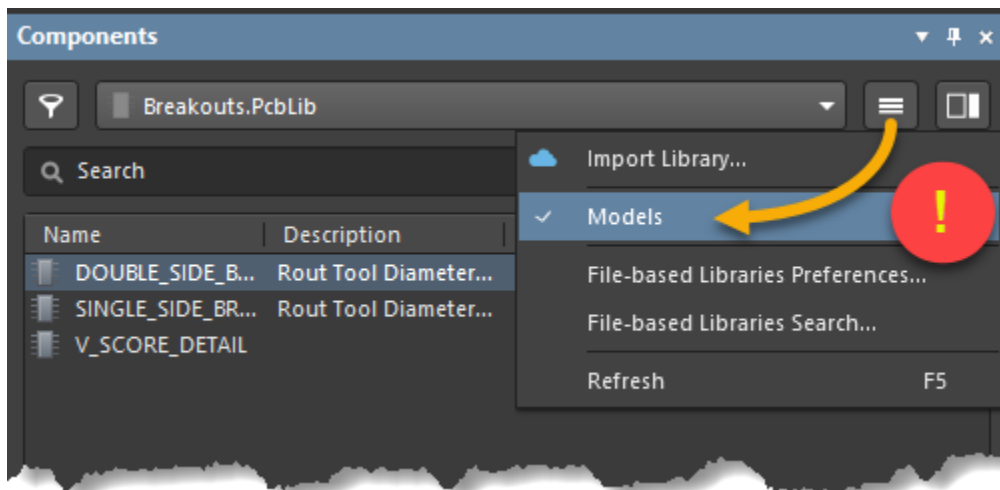 Components
Breakouts.PcbLib
Search
Import Library...
Models
!
Name Description
DOUBLE_SIDE_B... Rout Tool Diameter...
SINGLE_SIDE_BR... Rout Tool Diameter...
V_SCORE_DETAIL
File-based Libraries Preferences...
File-based Libraries Search...
Refresh F5